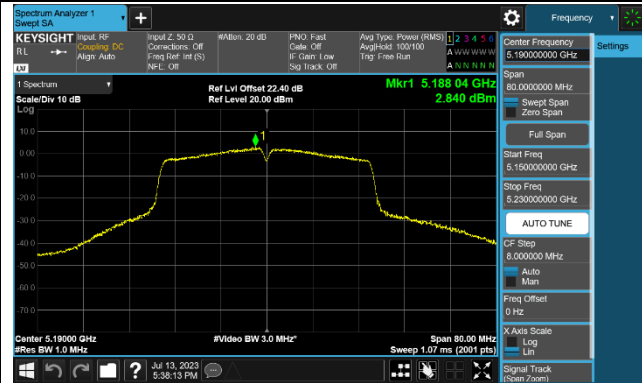 Spectrum Analyzer 1
Swept SA
Frequency
KEYSIGHT
RL
LXI
Input: RF
Coupling: DC
Align: Auto
Input Z: 50 Ω
Corrections: Off
Freq Ref: Int (S)
NFE: Off
#Atten: 20 dB
PNO: Fast
Gate: Off
IF Gain: Low
Sig Track: Off
Avg Type: Power (RMS)
Avg|Hold: 100/100
Trig: Free Run
1 2 3 4 5 6
A W W W W W
A N N N N N
1 Spectrum
Scale/Div 10 dB
Log
Ref Lvl Offset 22.40 dB
Ref Level 20.00 dBm
Mkr1 5.188 04 GHz
2.840 dBm
1
10.0
0.00
-10.0
-20.0
-30.0
-40.0
-50.0
-60.0
-70.0
Center 5.19000 GHz
#Res BW 1.0 MHz
#Video BW 3.0 MHz*
Span 80.00 MHz
Sweep 1.07 ms (2001 pts)
Jul 13, 2023
5:38:13 PM
Center Frequency
5.190000000 GHz
Settings
Span
80.0000000 MHz
Swept Span
Zero Span
Full Span
Start Freq
5.150000000 GHz
Stop Freq
5.230000000 GHz
AUTO TUNE
CF Step
8.000000 MHz
Auto
Man
Freq Offset
0 Hz
X Axis Scale
Log
Lin
Signal Track
(Span Zoom)